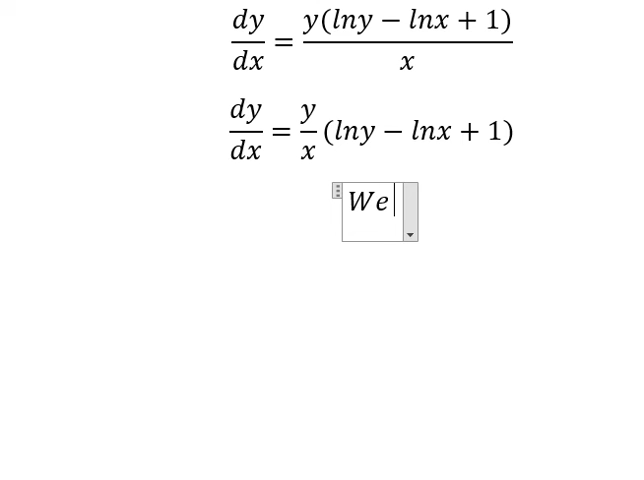 dy/dx = y(lny − lnx + 1)/x
dy/dx = y/x (lny − lnx + 1)
We